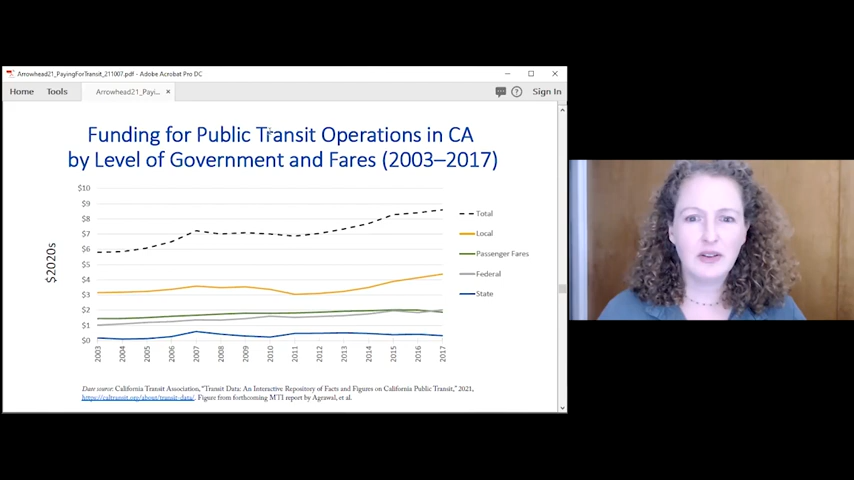 Arrowhead21_PayingForTransit_211007.pdf - Adobe Acrobat Pro DC
Home Tools Arrowhead21_Payi... × ? Sign In
Funding for Public Transit Operations in CA
by Level of Government and Fares (2003–2017)
$10
$9
$8
$7
$6
$5
$4
$3
$2
$1
$0
$2020s
Total
Local
Passenger Fares
Federal
State
2003 2004 2005 2006 2007 2008 2009 2010 2011 2012 2013 2014 2015 2016 2017
Date source: California Transit Association, “Transit Data: An Interactive Repository of Facts and Figures on California Public Transit,” 2021,
https://caltransit.org/about/transit-data/. Figure from forthcoming MTI report by Agrawal, et al.